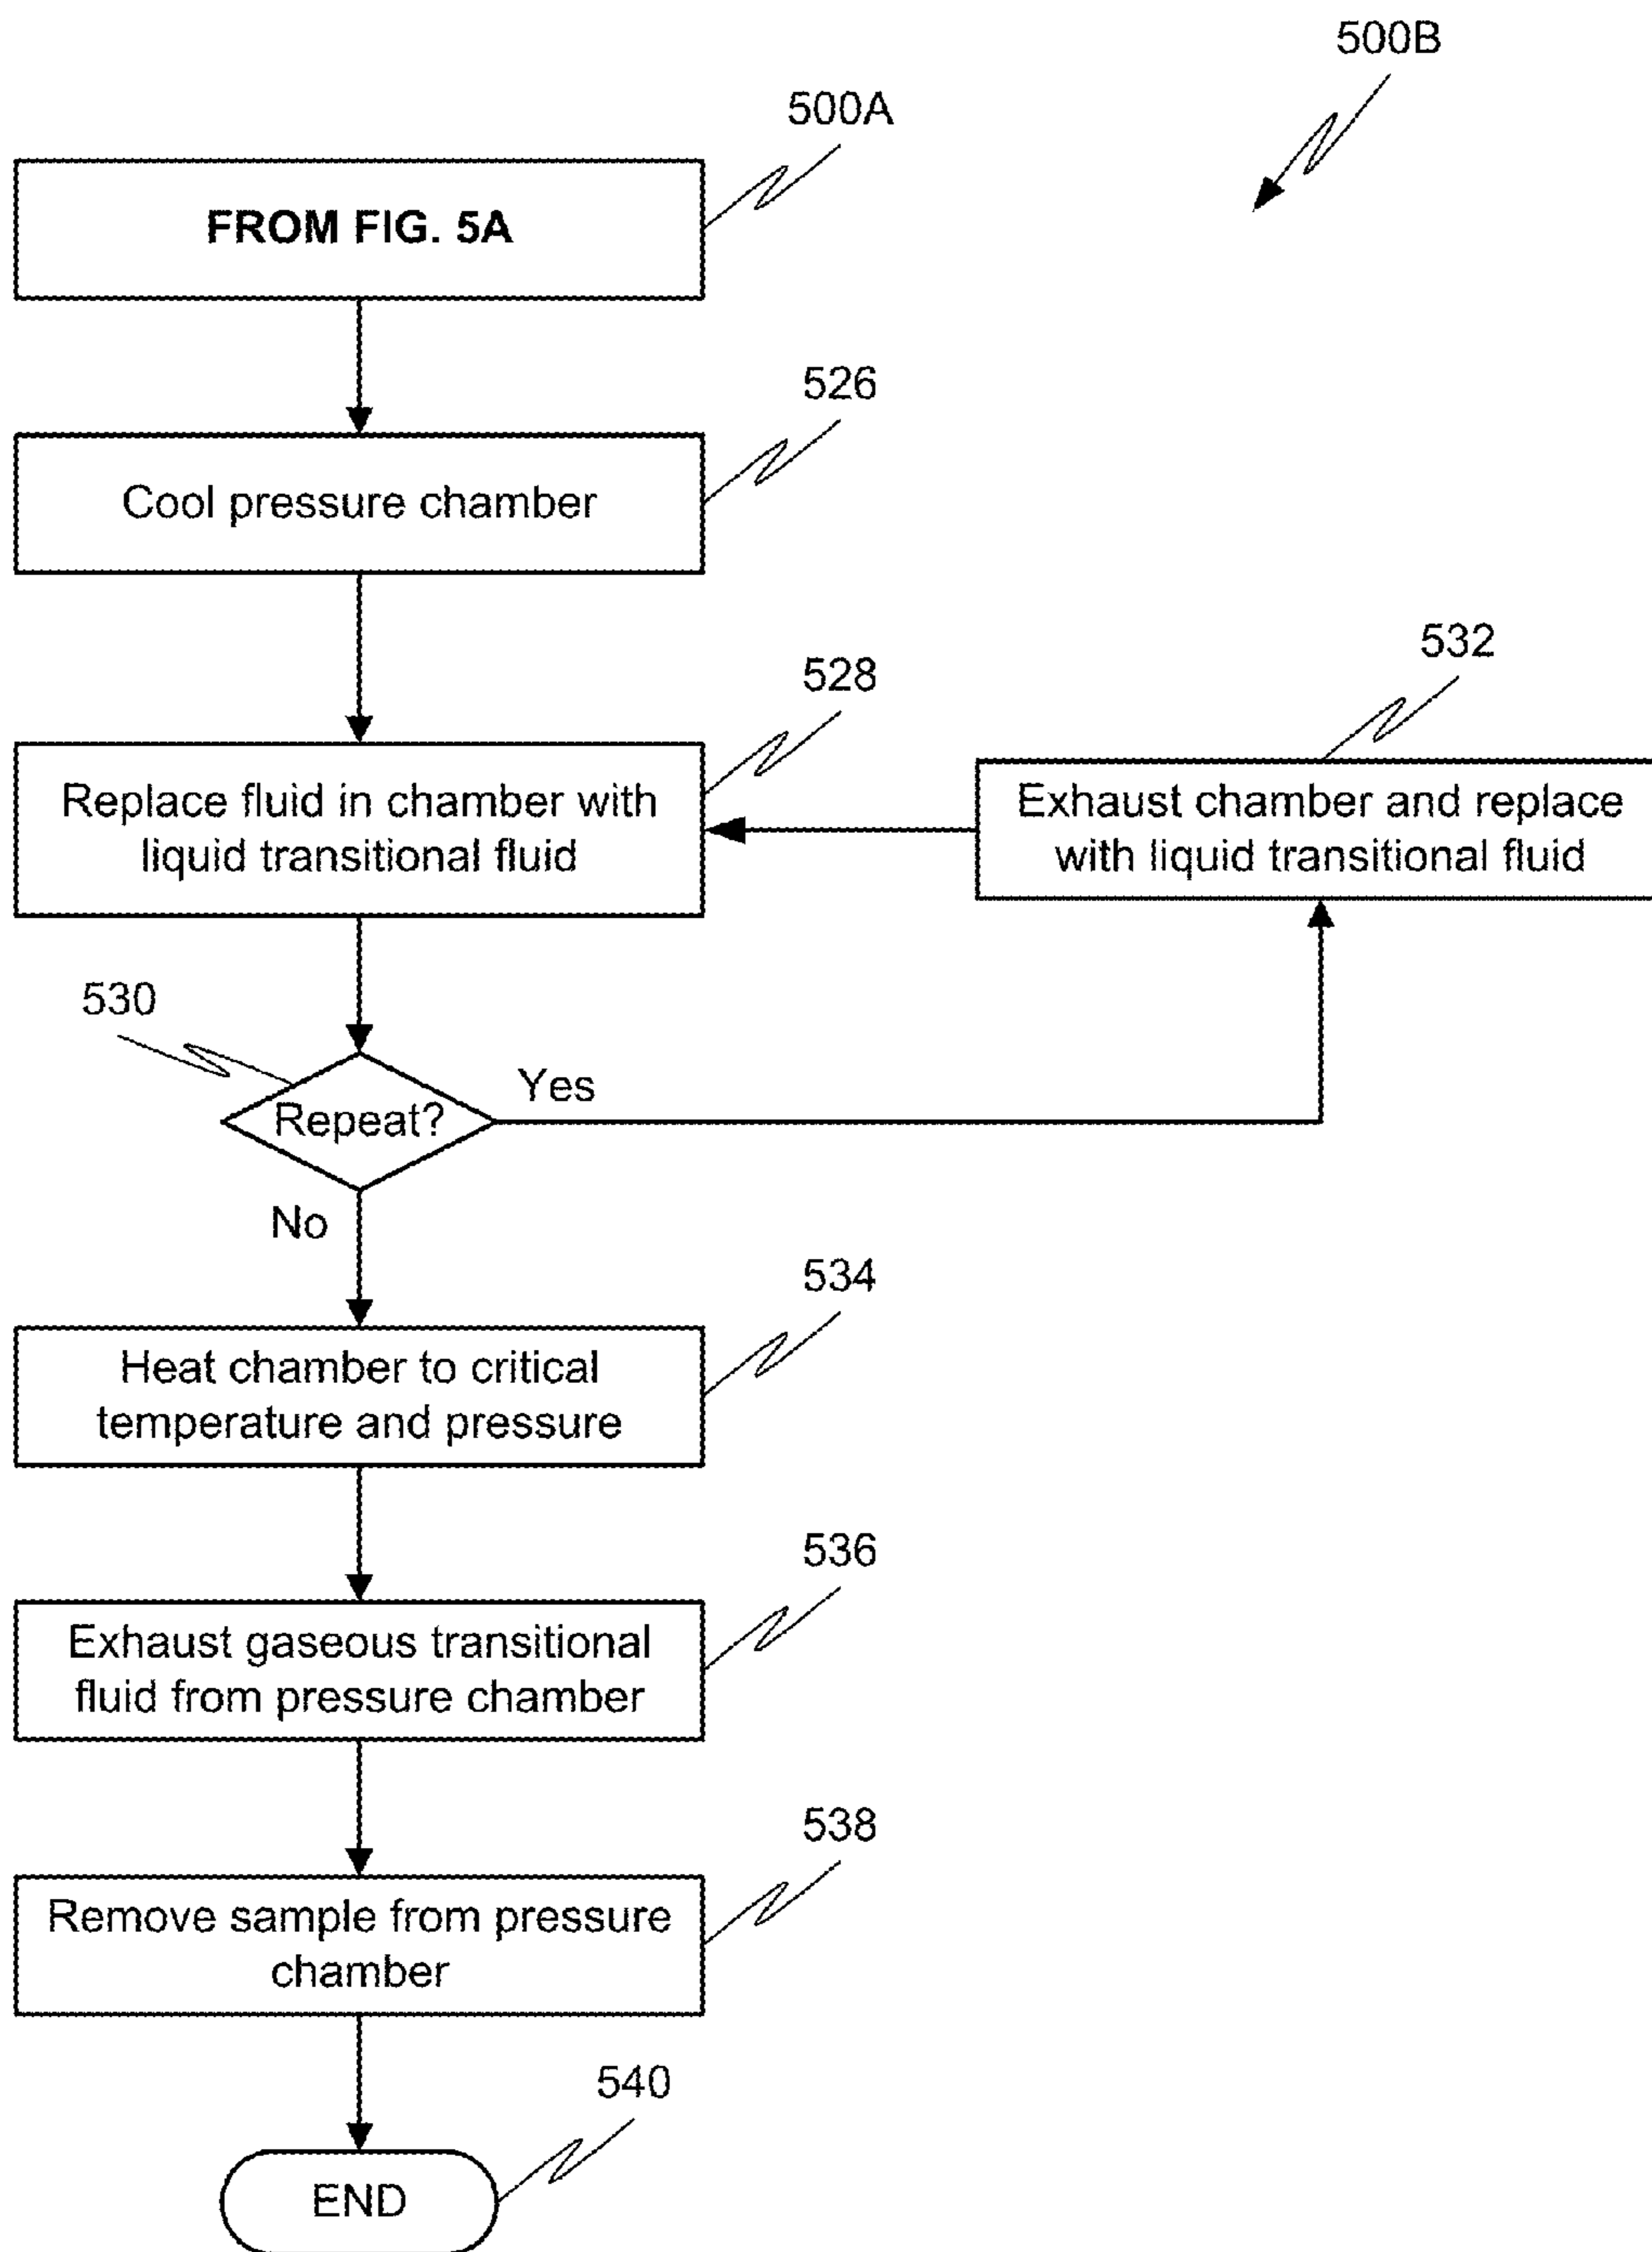 500B
500A
FROM FIG. 5A
526
Cool pressure chamber
528
Replace fluid in chamber with
liquid transitional fluid
532
Exhaust chamber and replace
with liquid transitional fluid
530
Repeat?
Yes
No
534
Heat chamber to critical
temperature and pressure
536
Exhaust gaseous transitional
fluid from pressure chamber
538
Remove sample from pressure
chamber
540
END